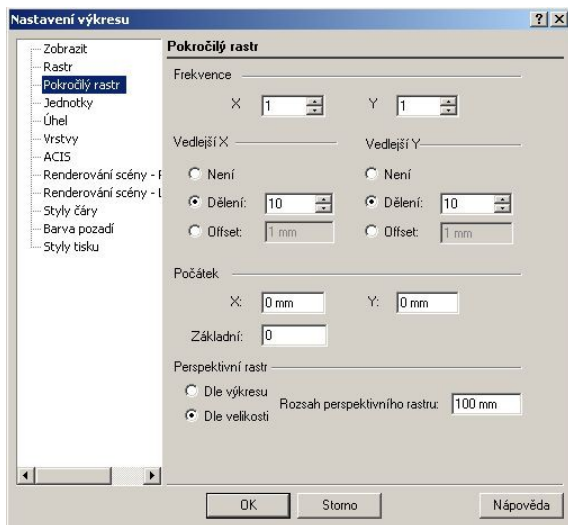 Nastavení výkresu
Zobrazit
Rastr
Pokročilý rastr
Jednotky
Úhel
Vrstvy
ACIS
Renderování scény - F
Renderování scény - L
Styly čáry
Barva pozadí
Styly tisku
Pokročilý rastr
Frekvence
X 1 Y 1
Vedlejší X Vedlejší Y
Není Není
Dělení: 10 Dělení: 10
Offset: 1 mm Offset: 1 mm
Počátek
X: 0 mm Y: 0 mm
Základní: 0
Perspektivní rastr
Dle výkresu
Dle velikosti
Rozsah perspektivního rastru: 100 mm
OK Storno Nápověda